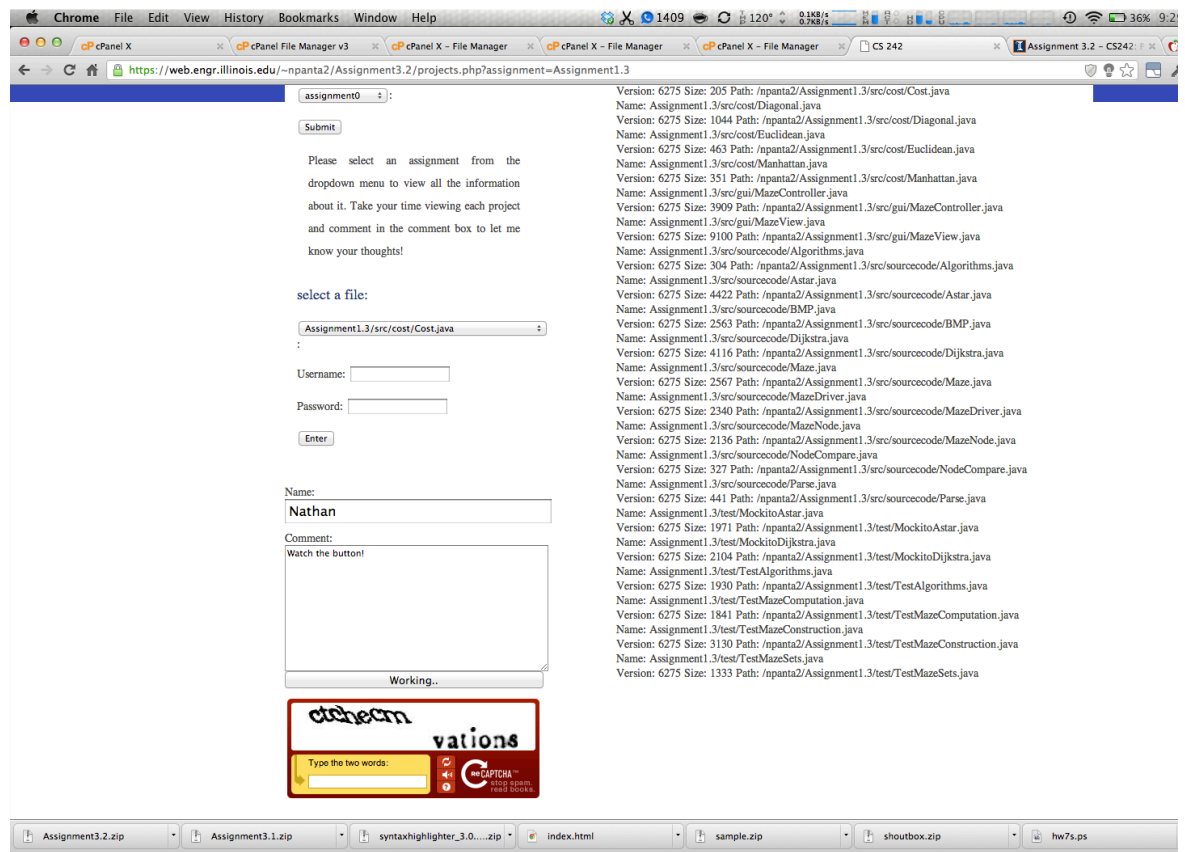 Chrome File Edit View History Bookmarks Window Help 1409 120° 0.1KB/s 0.7KB/s 36% 9:29
cPanel X cPanel File Manager v3 cPanel X – File Manager cPanel X – File Manager cPanel X – File Manager CS 242 Assignment 3.2 – CS242:
https://web.engr.illinois.edu/~npanta2/Assignment3.2/projects.php?assignment=Assignment1.3
assignment0 :
Submit
Please select an assignment from the
dropdown menu to view all the information
about it. Take your time viewing each project
and comment in the comment box to let me
know your thoughts!
select a file:
Assignment1.3/src/cost/Cost.java
:
Username:
Password:
Enter
Name:
Nathan
Comment:
Watch the button!
Working..
vations
Type the two words:
reCAPTCHA™
stop spam.
read books.
Version: 6275 Size: 205 Path: /npanta2/Assignment1.3/src/cost/Cost.java
Name: Assignment1.3/src/cost/Diagonal.java
Version: 6275 Size: 1044 Path: /npanta2/Assignment1.3/src/cost/Diagonal.java
Name: Assignment1.3/src/cost/Euclidean.java
Version: 6275 Size: 463 Path: /npanta2/Assignment1.3/src/cost/Euclidean.java
Name: Assignment1.3/src/cost/Manhattan.java
Version: 6275 Size: 351 Path: /npanta2/Assignment1.3/src/cost/Manhattan.java
Name: Assignment1.3/src/gui/MazeController.java
Version: 6275 Size: 3909 Path: /npanta2/Assignment1.3/src/gui/MazeController.java
Name: Assignment1.3/src/gui/MazeView.java
Version: 6275 Size: 9100 Path: /npanta2/Assignment1.3/src/gui/MazeView.java
Name: Assignment1.3/src/sourcecode/Algorithms.java
Version: 6275 Size: 304 Path: /npanta2/Assignment1.3/src/sourcecode/Algorithms.java
Name: Assignment1.3/src/sourcecode/Astar.java
Version: 6275 Size: 4422 Path: /npanta2/Assignment1.3/src/sourcecode/Astar.java
Name: Assignment1.3/src/sourcecode/BMP.java
Version: 6275 Size: 2563 Path: /npanta2/Assignment1.3/src/sourcecode/BMP.java
Name: Assignment1.3/src/sourcecode/Dijkstra.java
Version: 6275 Size: 4116 Path: /npanta2/Assignment1.3/src/sourcecode/Dijkstra.java
Name: Assignment1.3/src/sourcecode/Maze.java
Version: 6275 Size: 2567 Path: /npanta2/Assignment1.3/src/sourcecode/Maze.java
Name: Assignment1.3/src/sourcecode/MazeDriver.java
Version: 6275 Size: 2340 Path: /npanta2/Assignment1.3/src/sourcecode/MazeDriver.java
Name: Assignment1.3/src/sourcecode/MazeNode.java
Version: 6275 Size: 2136 Path: /npanta2/Assignment1.3/src/sourcecode/MazeNode.java
Name: Assignment1.3/src/sourcecode/NodeCompare.java
Version: 6275 Size: 327 Path: /npanta2/Assignment1.3/src/sourcecode/NodeCompare.java
Name: Assignment1.3/src/sourcecode/Parse.java
Version: 6275 Size: 441 Path: /npanta2/Assignment1.3/src/sourcecode/Parse.java
Name: Assignment1.3/test/MockitoAstar.java
Version: 6275 Size: 1971 Path: /npanta2/Assignment1.3/test/MockitoAstar.java
Name: Assignment1.3/test/MockitoDijkstra.java
Version: 6275 Size: 2104 Path: /npanta2/Assignment1.3/test/MockitoDijkstra.java
Name: Assignment1.3/test/TestAlgorithms.java
Version: 6275 Size: 1930 Path: /npanta2/Assignment1.3/test/TestAlgorithms.java
Name: Assignment1.3/test/TestMazeComputation.java
Version: 6275 Size: 1841 Path: /npanta2/Assignment1.3/test/TestMazeComputation.java
Name: Assignment1.3/test/TestMazeConstruction.java
Version: 6275 Size: 3130 Path: /npanta2/Assignment1.3/test/TestMazeConstruction.java
Name: Assignment1.3/test/TestMazeSets.java
Version: 6275 Size: 1333 Path: /npanta2/Assignment1.3/test/TestMazeSets.java
Assignment3.2.zip Assignment3.1.zip syntaxhighlighter_3.0.....zip index.html sample.zip shoutbox.zip hw7s.ps